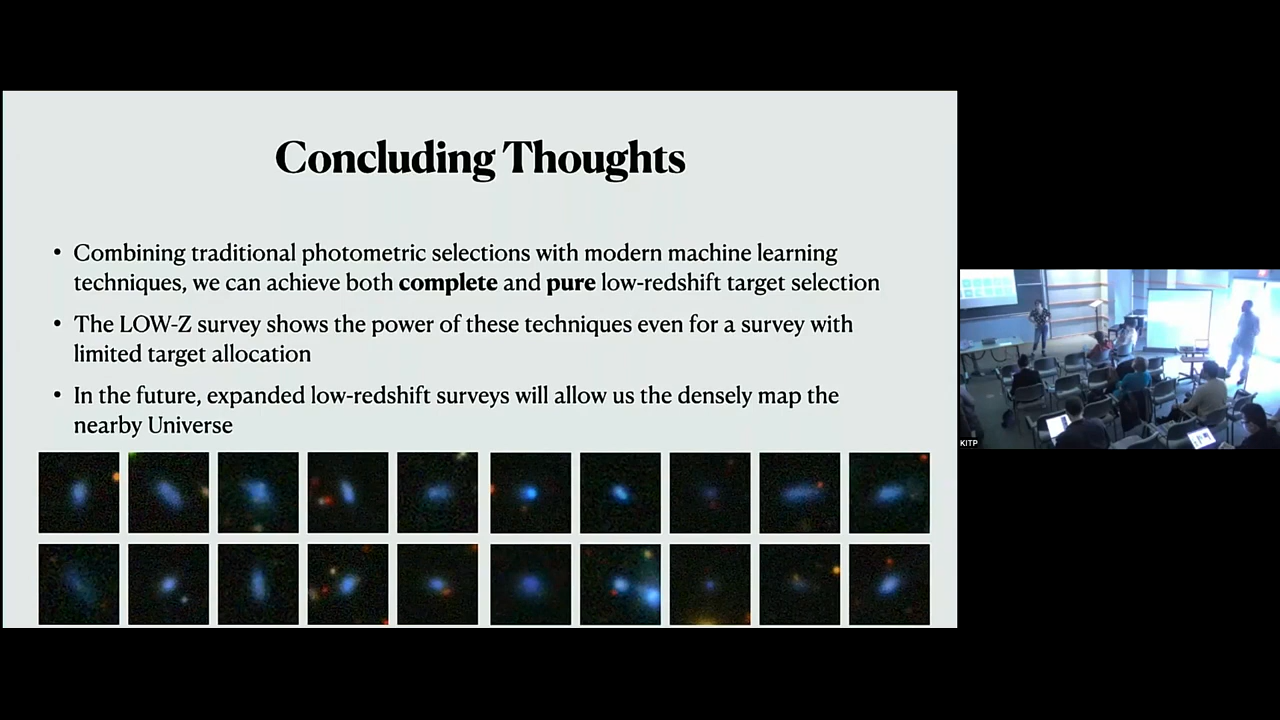 Concluding Thoughts
• Combining traditional photometric selections with modern machine learning
techniques, we can achieve both complete and pure low-redshift target selection
• The LOW-Z survey shows the power of these techniques even for a survey with
limited target allocation
• In the future, expanded low-redshift surveys will allow us the densely map the
nearby Universe
KITP